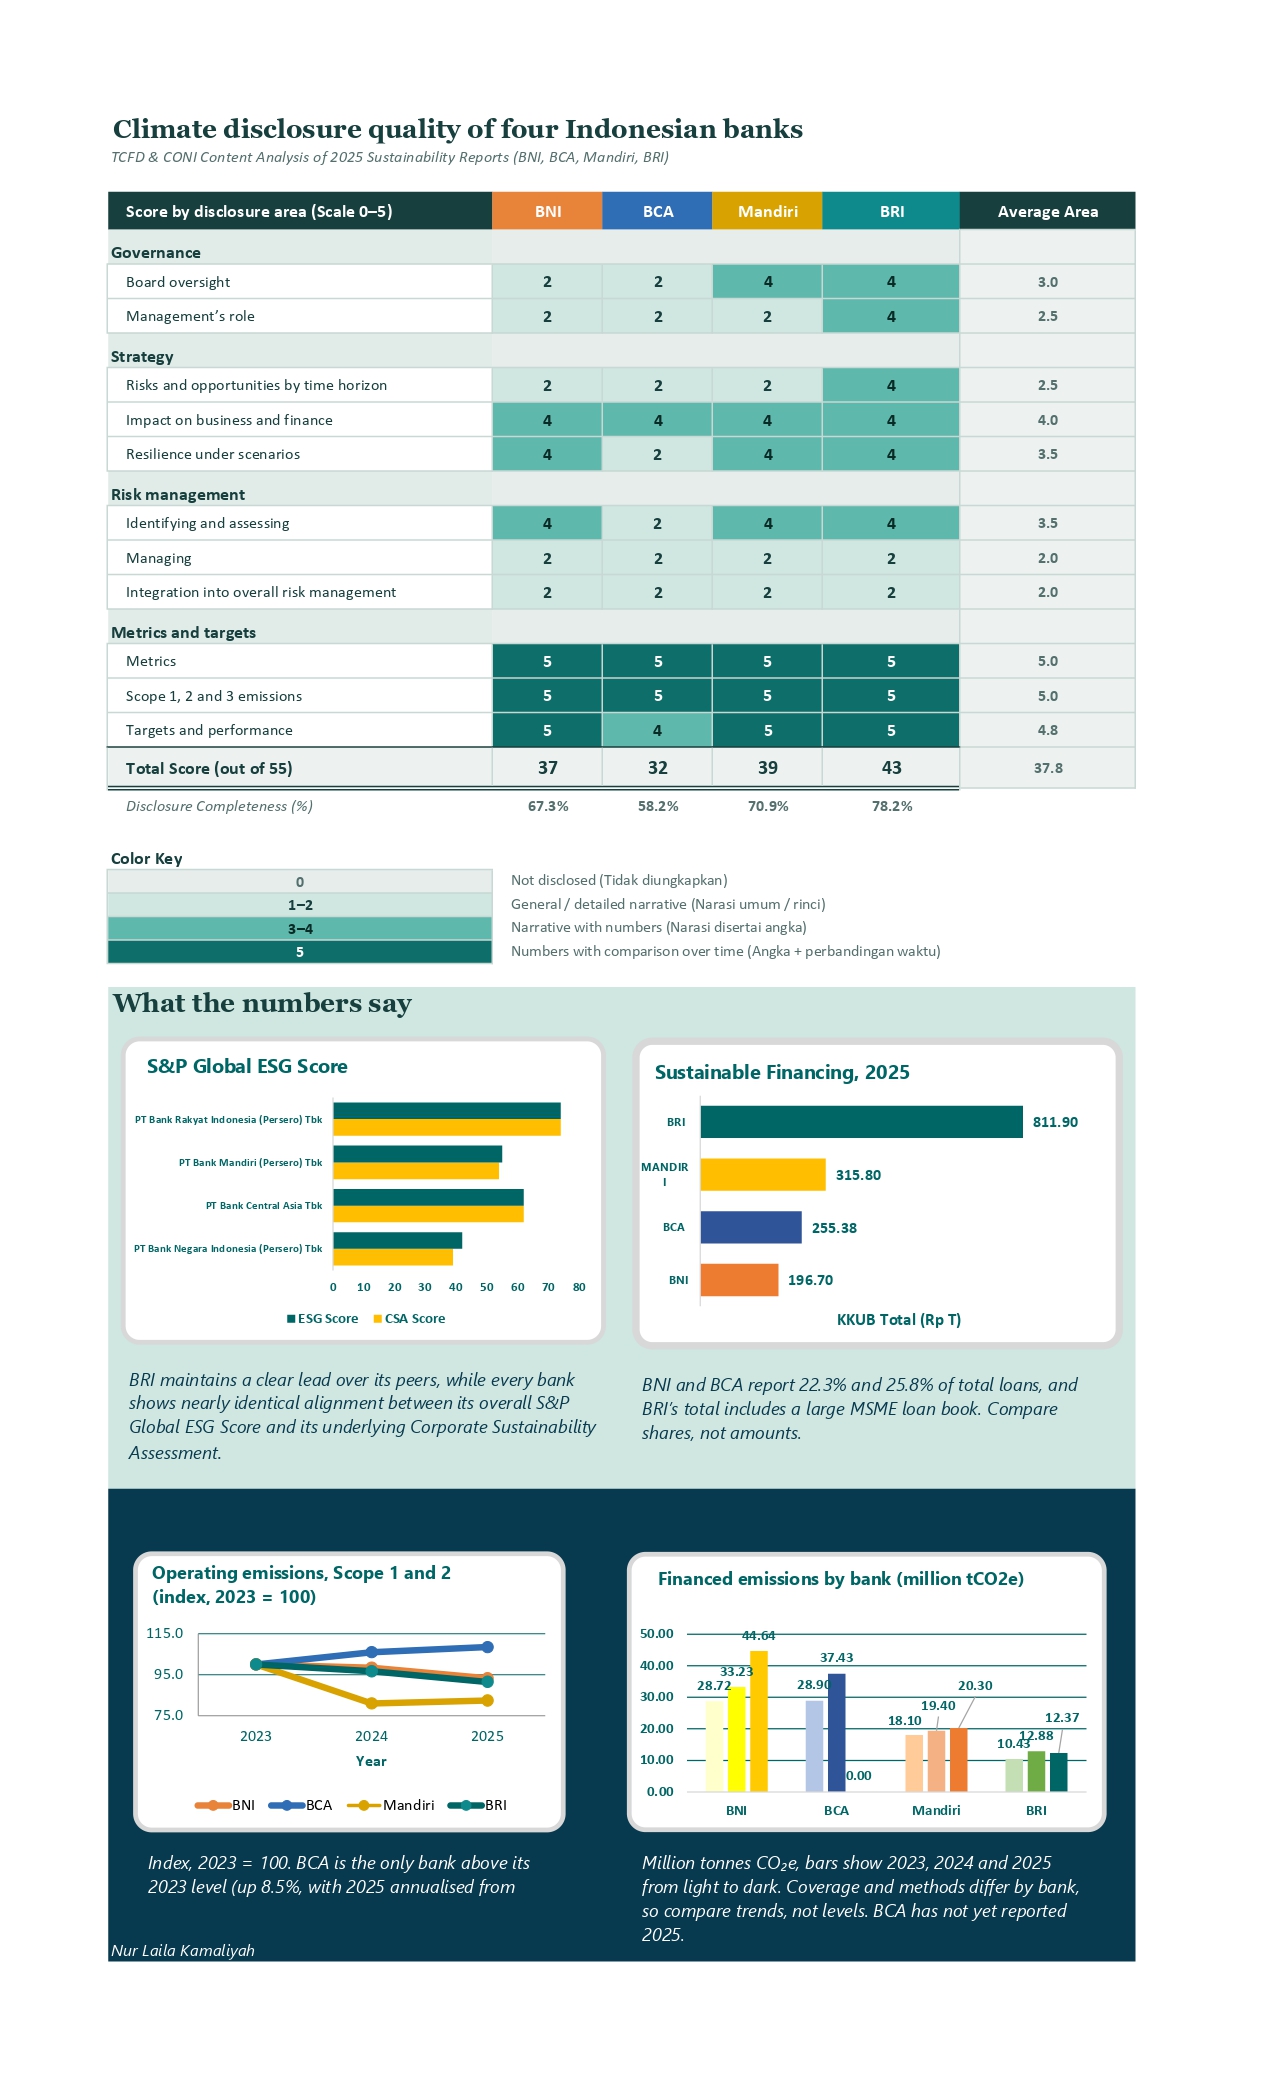 Climate disclosure quality of four Indonesian banks
TCFD & CONI Content Analysis of 2025 Sustainability Reports (BNI, BCA, Mandiri, BRI)
Score by disclosure area (Scale 0–5) BNI BCA Mandiri BRI Average Area
Governance
Board oversight 2 2 4 4 3.0
Management’s role 2 2 2 4 2.5
Strategy
Risks and opportunities by time horizon 2 2 2 4 2.5
Impact on business and finance 4 4 4 4 4.0
Resilience under scenarios 4 2 4 4 3.5
Risk management
Identifying and assessing 4 2 4 4 3.5
Managing 2 2 2 2 2.0
Integration into overall risk management 2 2 2 2 2.0
Metrics and targets
Metrics 5 5 5 5 5.0
Scope 1, 2 and 3 emissions 5 5 5 5 5.0
Targets and performance 5 4 5 5 4.8
Total Score (out of 55) 37 32 39 43 37.8
Disclosure Completeness (%) 67.3% 58.2% 70.9% 78.2%
Color Key
0 Not disclosed (Tidak diungkapkan)
1–2 General / detailed narrative (Narasi umum / rinci)
3–4 Narrative with numbers (Narasi disertai angka)
5 Numbers with comparison over time (Angka + perbandingan waktu)
What the numbers say
S&P Global ESG Score
PT Bank Rakyat Indonesia (Persero) Tbk
PT Bank Mandiri (Persero) Tbk
PT Bank Central Asia Tbk
PT Bank Negara Indonesia (Persero) Tbk
0 10 20 30 40 50 60 70 80
ESG Score CSA Score
Sustainable Financing, 2025
BRI 811.90
MANDIR
I 315.80
BCA 255.38
BNI 196.70
KKUB Total (Rp T)
BRI maintains a clear lead over its peers, while every bank
shows nearly identical alignment between its overall S&P
Global ESG Score and its underlying Corporate Sustainability
Assessment.
BNI and BCA report 22.3% and 25.8% of total loans, and
BRI’s total includes a large MSME loan book. Compare
shares, not amounts.
Operating emissions, Scope 1 and 2
(index, 2023 = 100)
115.0
95.0
75.0
2023 2024 2025
Year
BNI BCA Mandiri BRI
Financed emissions by bank (million tCO2e)
50.00
40.00
30.00
20.00
10.00
0.00
28.72 33.23 44.64
28.90 37.43 0.00
18.10 19.40 20.30
10.43 12.88 12.37
BNI BCA Mandiri BRI
Index, 2023 = 100. BCA is the only bank above its
2023 level (up 8.5%, with 2025 annualised from
Million tonnes CO₂e, bars show 2023, 2024 and 2025
from light to dark. Coverage and methods differ by bank,
so compare trends, not levels. BCA has not yet reported
2025.
Nur Laila Kamaliyah